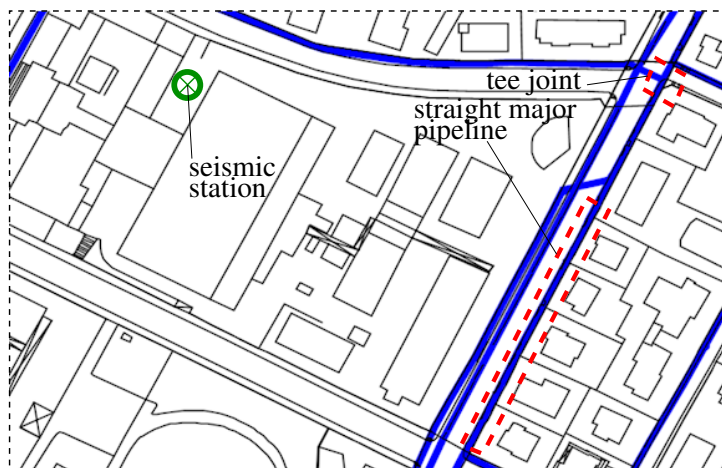 tee joint
straight major
pipeline
seismic
station